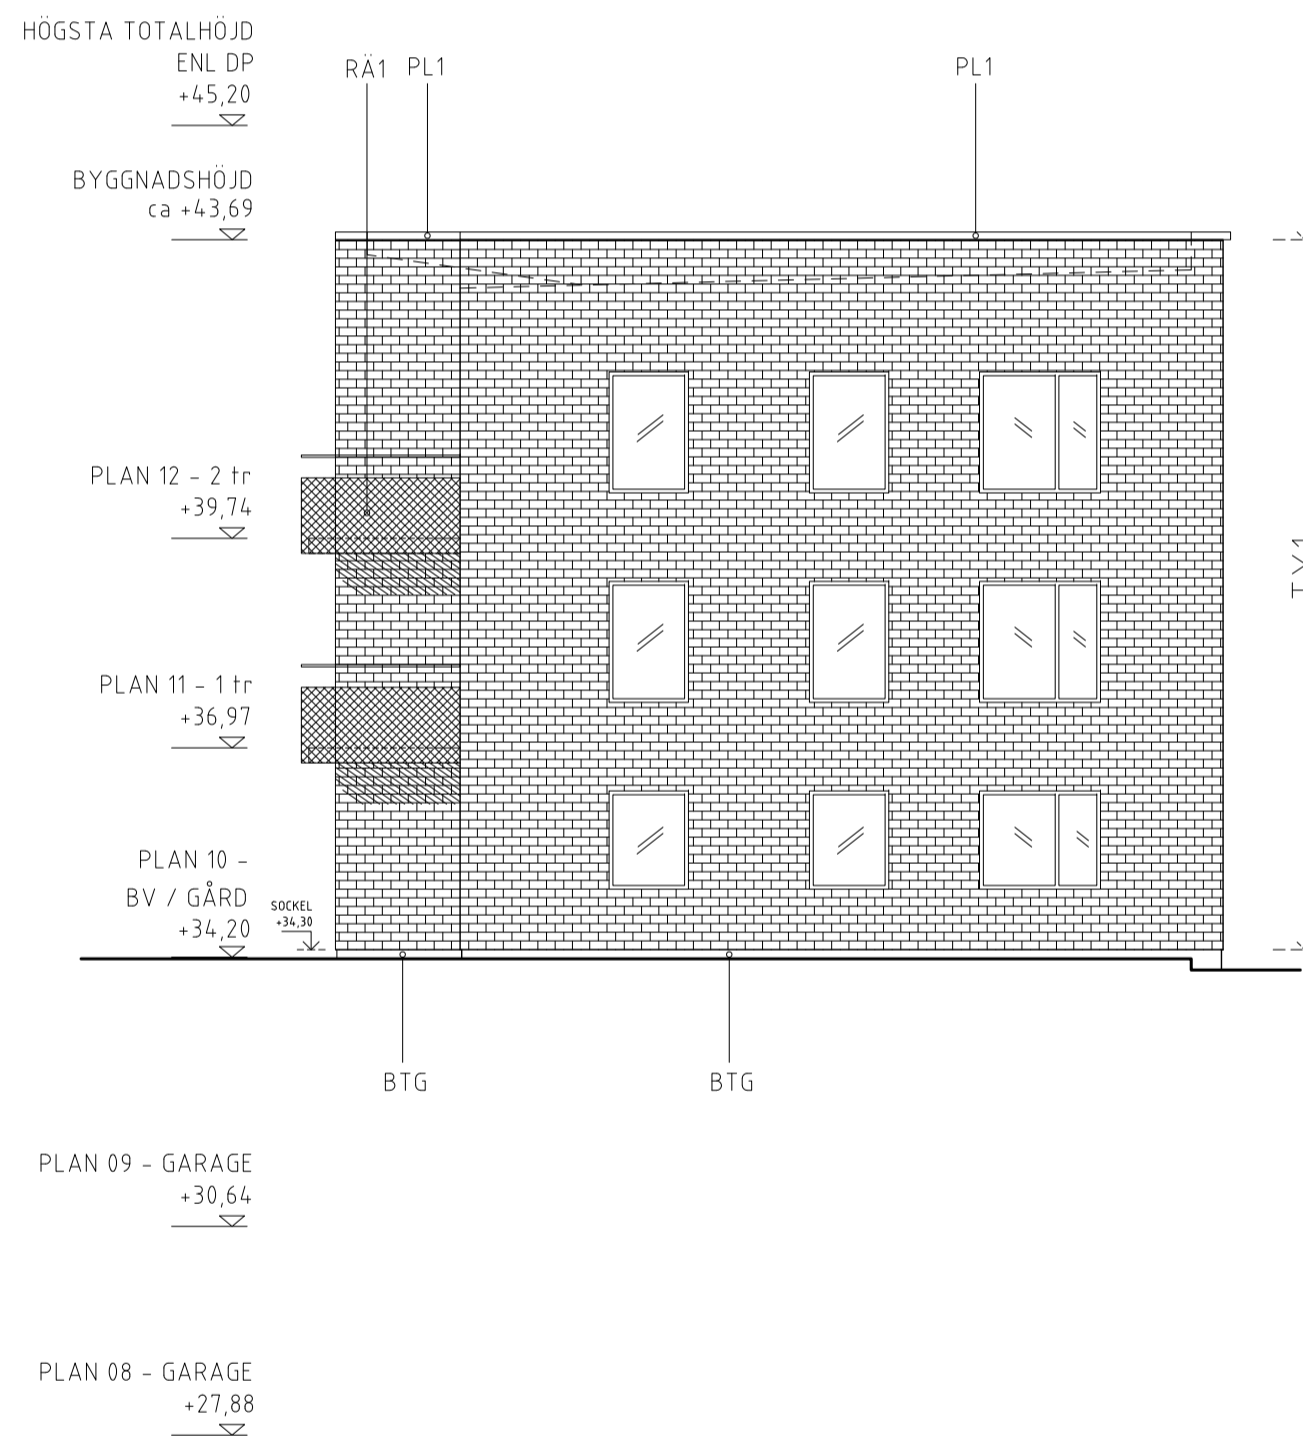 HÖGSTA TOTALHÖJD
ENL DP
+45,20
RÄ1 PL1
PL1
BYGGNADSHÖJD
ca +43,69
PLAN 12 - 2 tr
+39,74
PLAN 11 - 1 tr
+36,97
PLAN 10 -
BV / GÅRD
+34,20
SOCKEL
+34,30
BTG
BTG
PLAN 09 - GARAGE
+30,64
PLAN 08 - GARAGE
+27,88